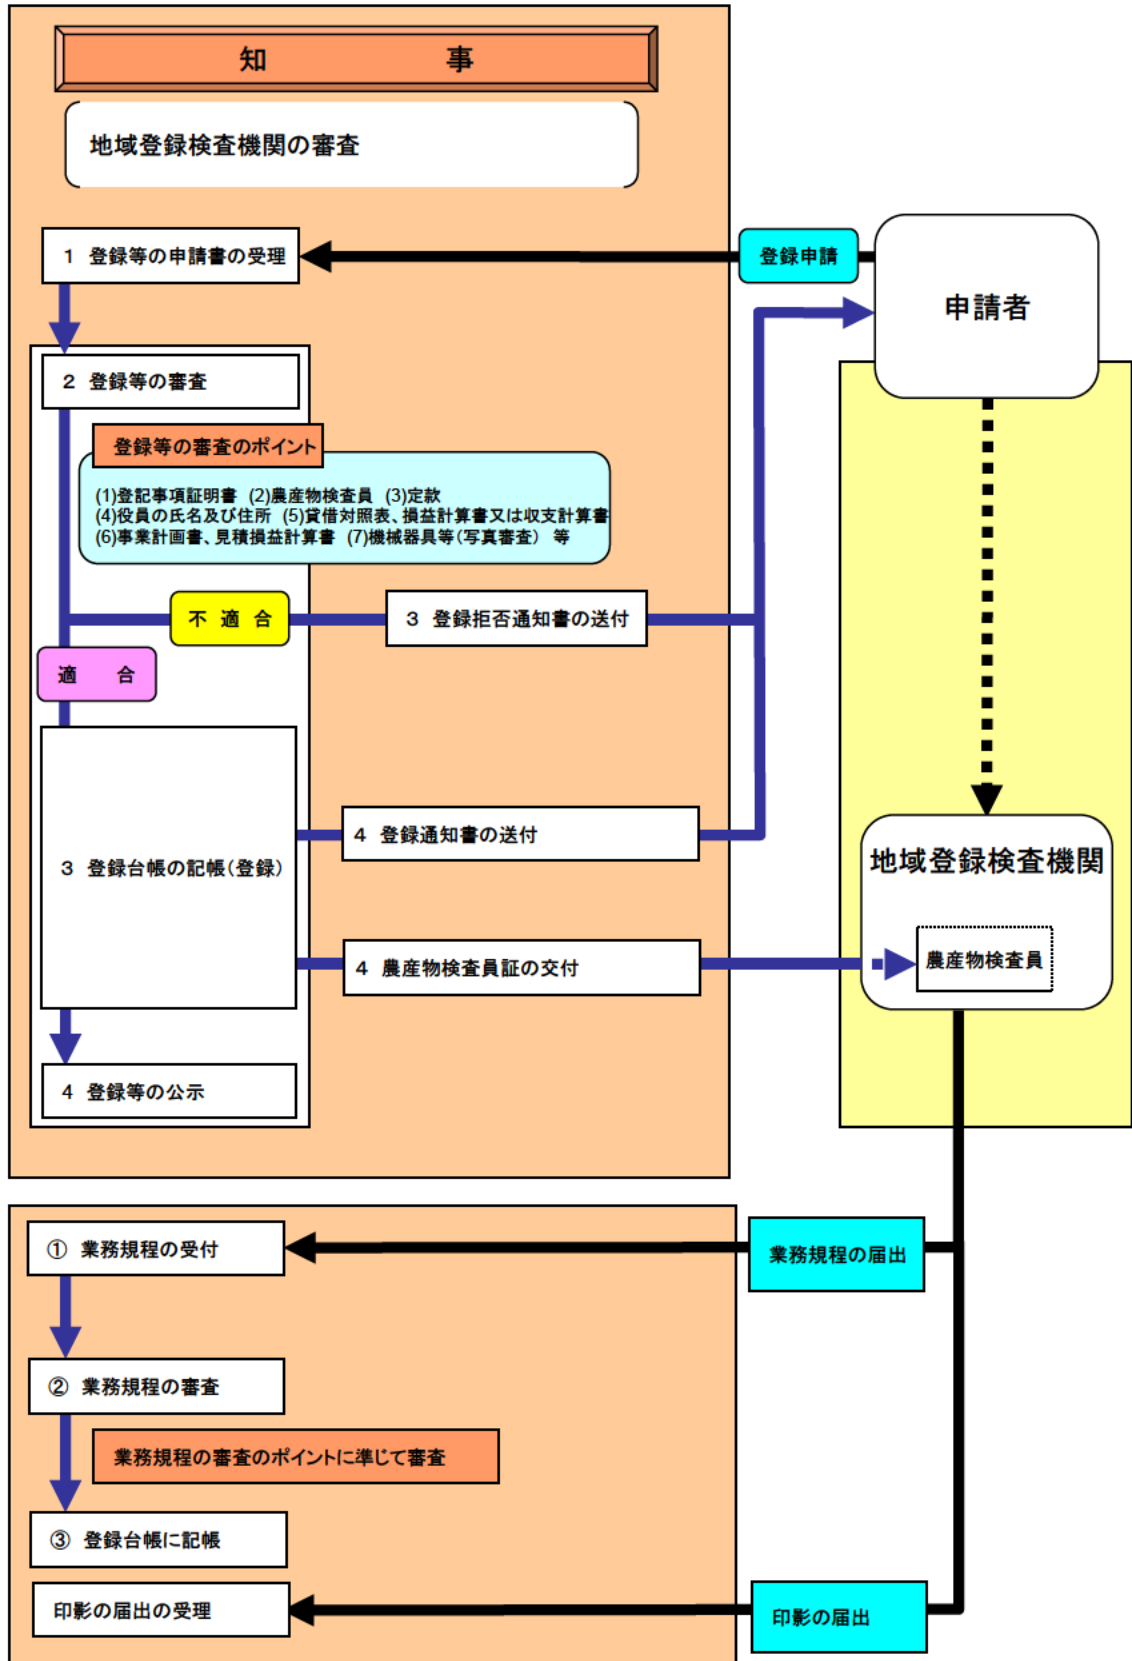 知　事
地域登録検査機関の審査
1 登録等の申請書の受理
登録申請
申請者
2 登録等の審査
登録等の審査のポイント
(1)登記事項証明書 (2)農産物検査員 (3)定款
(4)役員の氏名及び住所 (5)貸借対照表、損益計算書又は収支計算書
(6)事業計画書、見積損益計算書 (7)機械器具等(写真審査) 等
不 適 合
3 登録拒否通知書の送付
適　合
3 登録台帳の記帳(登録)
4 登録通知書の送付
地域登録検査機関
4 農産物検査員証の交付
農産物検査員
4 登録等の公示
① 業務規程の受付
業務規程の届出
② 業務規程の審査
業務規程の審査のポイントに準じて審査
③ 登録台帳に記帳
印影の届出の受理
印影の届出